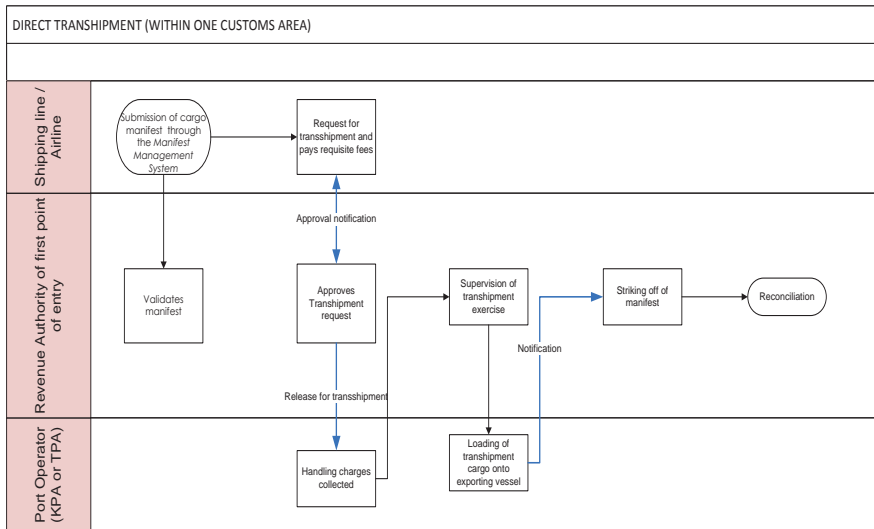 DIRECT TRANSHIPMENT (WITHIN ONE CUSTOMS AREA)
Shipping line /
Airline
Submission of cargo
manifest through
the Manifest
Management
System
Request for
transshipment and
pays requisite fees
Approval notification
Revenue Authority of first point
of entry
Validates
manifest
Approves
Transhipment
request
Supervision of
transhipment
exercise
Striking off of
manifest
Reconciliation
Notification
Release for transshipment
Port Operator
(KPA or TPA)
Handling charges
collected
Loading of
transhipment
cargo onto
exporting vessel